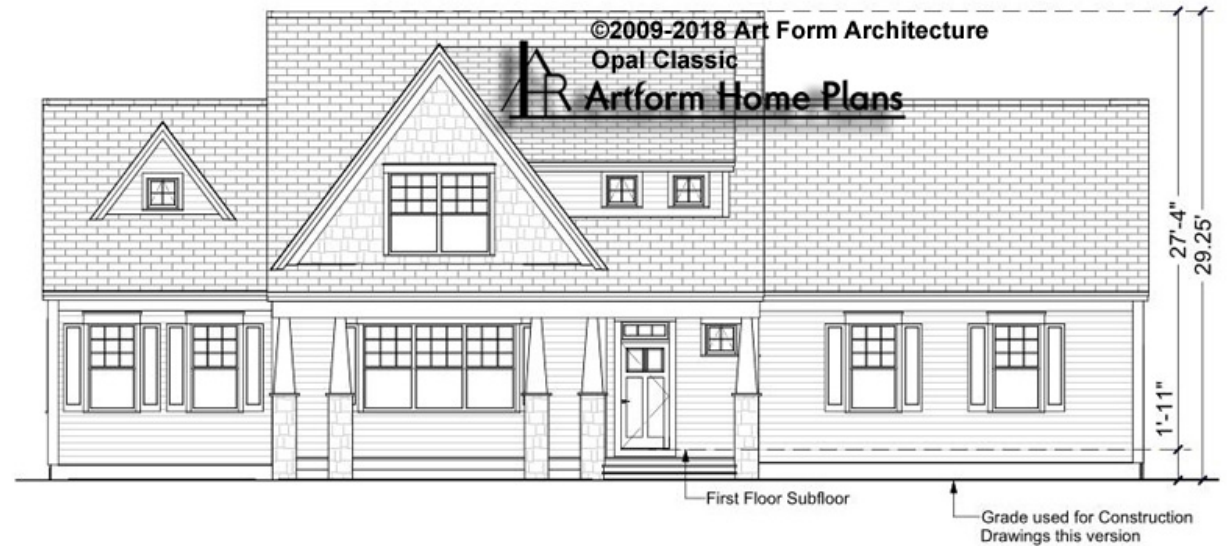 ©2009-2018 Art Form Architecture
Opal Classic
AFR Artform Home Plans
27'-4"
29.25'
1'-11"
First Floor Subfloor
Grade used for Construction
Drawings this version